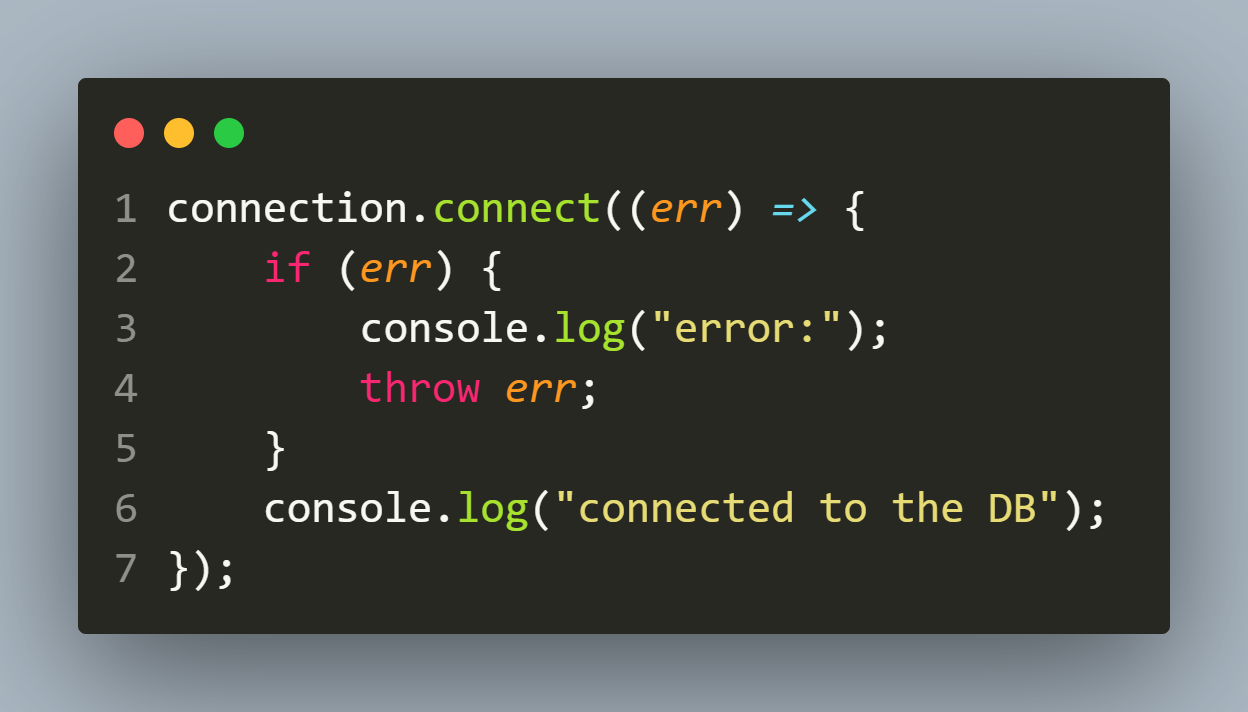 1 connection.connect((err) => {
2     if (err) {
3         console.log("error:");
4         throw err;
5     }
6     console.log("connected to the DB");
7 });